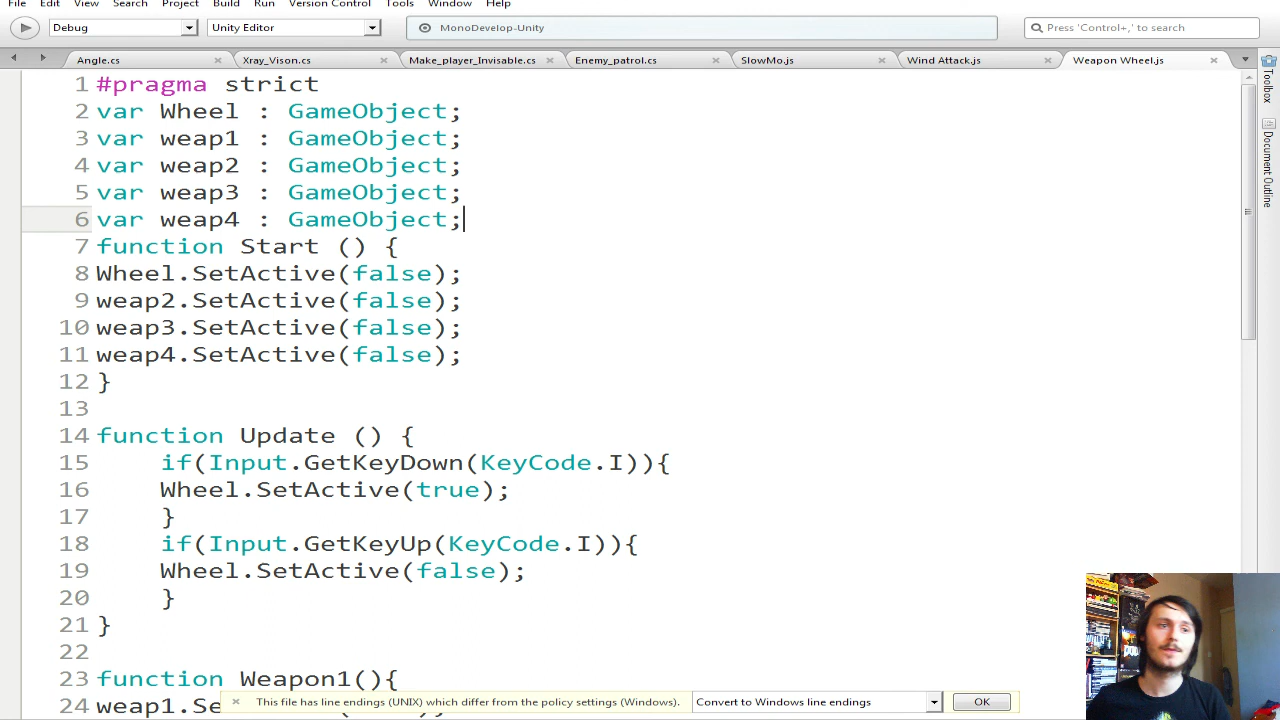 File Edit View Search Project Build Run Version Control Tools Window Help
Debug Unity Editor MonoDevelop-Unity Press 'Control+,' to search
Angle.cs Xray_Vison.cs Make_player_Invisable.cs Enemy_patrol.cs SlowMo.js Wind Attack.js Weapon Wheel.js
1 #pragma strict
2 var Wheel : GameObject;
3 var weap1 : GameObject;
4 var weap2 : GameObject;
5 var weap3 : GameObject;
6 var weap4 : GameObject;
7 function Start () {
8 Wheel.SetActive(false);
9 weap2.SetActive(false);
10 weap3.SetActive(false);
11 weap4.SetActive(false);
12 }
13
14 function Update () {
15 if(Input.GetKeyDown(KeyCode.I)){
16 Wheel.SetActive(true);
17 }
18 if(Input.GetKeyUp(KeyCode.I)){
19 Wheel.SetActive(false);
20 }
21 }
22
23 function Weapon1(){
24 weap1.Se
This file has line endings (UNIX) which differ from the policy settings (Windows). Convert to Windows line endings OK
Toolbox
Document Outline